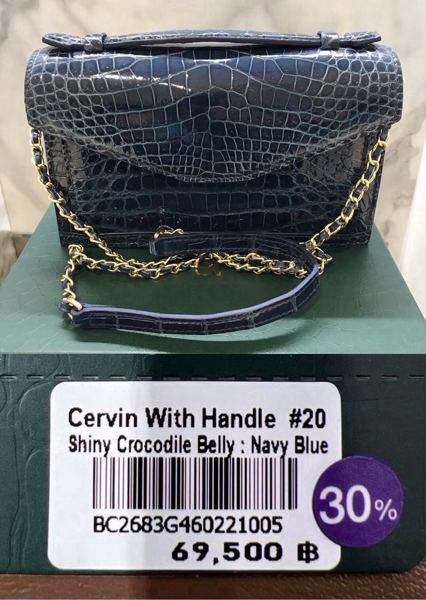 Cervin With Handle #20
Shiny Crocodile Belly : Navy Blue
BC2683G460221005
69,500 ฿
30%